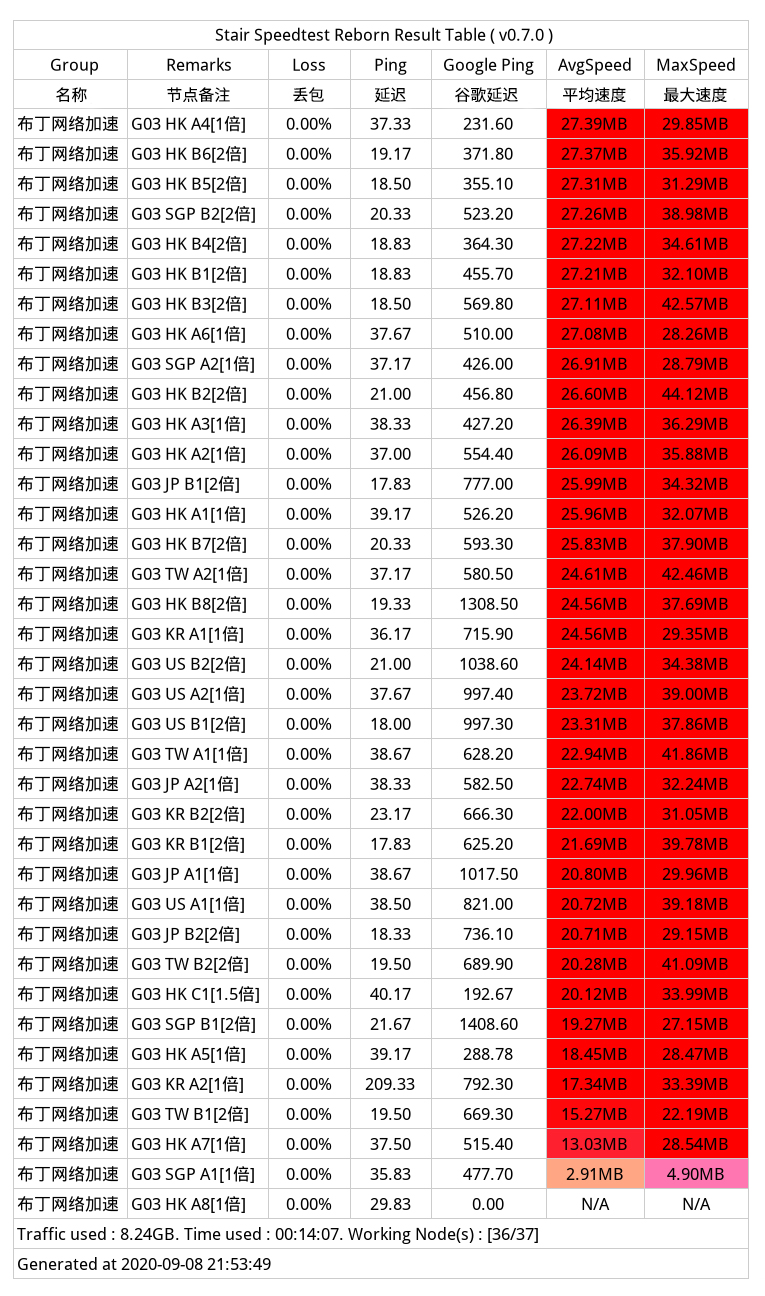 Stair Speedtest Reborn Result Table ( v0.7.0 )
Group Remarks Loss Ping Google Ping AvgSpeed MaxSpeed
名称 节点备注 丢包 延迟 谷歌延迟 平均速度 最大速度
布丁网络加速 G03 HK A4[1倍] 0.00% 37.33 231.60 27.39MB 29.85MB
布丁网络加速 G03 HK B6[2倍] 0.00% 19.17 371.80 27.37MB 35.92MB
布丁网络加速 G03 HK B5[2倍] 0.00% 18.50 355.10 27.31MB 31.29MB
布丁网络加速 G03 SGP B2[2倍] 0.00% 20.33 523.20 27.26MB 38.98MB
布丁网络加速 G03 HK B4[2倍] 0.00% 18.83 364.30 27.22MB 34.61MB
布丁网络加速 G03 HK B1[2倍] 0.00% 18.83 455.70 27.21MB 32.10MB
布丁网络加速 G03 HK B3[2倍] 0.00% 18.50 569.80 27.11MB 42.57MB
布丁网络加速 G03 HK A6[1倍] 0.00% 37.67 510.00 27.08MB 28.26MB
布丁网络加速 G03 SGP A2[1倍] 0.00% 37.17 426.00 26.91MB 28.79MB
布丁网络加速 G03 HK B2[2倍] 0.00% 21.00 456.80 26.60MB 44.12MB
布丁网络加速 G03 HK A3[1倍] 0.00% 38.33 427.20 26.39MB 36.29MB
布丁网络加速 G03 HK A2[1倍] 0.00% 37.00 554.40 26.09MB 35.88MB
布丁网络加速 G03 JP B1[2倍] 0.00% 17.83 777.00 25.99MB 34.32MB
布丁网络加速 G03 HK A1[1倍] 0.00% 39.17 526.20 25.96MB 32.07MB
布丁网络加速 G03 HK B7[2倍] 0.00% 20.33 593.30 25.83MB 37.90MB
布丁网络加速 G03 TW A2[1倍] 0.00% 37.17 580.50 24.61MB 42.46MB
布丁网络加速 G03 HK B8[2倍] 0.00% 19.33 1308.50 24.56MB 37.69MB
布丁网络加速 G03 KR A1[1倍] 0.00% 36.17 715.90 24.56MB 29.35MB
布丁网络加速 G03 US B2[2倍] 0.00% 21.00 1038.60 24.14MB 34.38MB
布丁网络加速 G03 US A2[1倍] 0.00% 37.67 997.40 23.72MB 39.00MB
布丁网络加速 G03 US B1[2倍] 0.00% 18.00 997.30 23.31MB 37.86MB
布丁网络加速 G03 TW A1[1倍] 0.00% 38.67 628.20 22.94MB 41.86MB
布丁网络加速 G03 JP A2[1倍] 0.00% 38.33 582.50 22.74MB 32.24MB
布丁网络加速 G03 KR B2[2倍] 0.00% 23.17 666.30 22.00MB 31.05MB
布丁网络加速 G03 KR B1[2倍] 0.00% 17.83 625.20 21.69MB 39.78MB
布丁网络加速 G03 JP A1[1倍] 0.00% 38.67 1017.50 20.80MB 29.96MB
布丁网络加速 G03 US A1[1倍] 0.00% 38.50 821.00 20.72MB 39.18MB
布丁网络加速 G03 JP B2[2倍] 0.00% 18.33 736.10 20.71MB 29.15MB
布丁网络加速 G03 TW B2[2倍] 0.00% 19.50 689.90 20.28MB 41.09MB
布丁网络加速 G03 HK C1[1.5倍] 0.00% 40.17 192.67 20.12MB 33.99MB
布丁网络加速 G03 SGP B1[2倍] 0.00% 21.67 1408.60 19.27MB 27.15MB
布丁网络加速 G03 HK A5[1倍] 0.00% 39.17 288.78 18.45MB 28.47MB
布丁网络加速 G03 KR A2[1倍] 0.00% 209.33 792.30 17.34MB 33.39MB
布丁网络加速 G03 TW B1[2倍] 0.00% 19.50 669.30 15.27MB 22.19MB
布丁网络加速 G03 HK A7[1倍] 0.00% 37.50 515.40 13.03MB 28.54MB
布丁网络加速 G03 SGP A1[1倍] 0.00% 35.83 477.70 2.91MB 4.90MB
布丁网络加速 G03 HK A8[1倍] 0.00% 29.83 0.00 N/A N/A
Traffic used : 8.24GB. Time used : 00:14:07. Working Node(s) : [36/37]
Generated at 2020-09-08 21:53:49